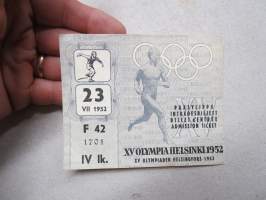 23
VII 1952
F 42
1701
IV lk.
PÄÄSYLIPPU
INTRÄDESBILJETT
BILLET D'ENTRÉE
ADMISSION TICKET
XV OLYMPIA HELSINKI 1952
XV OLYMPIADEN HELSINGFORS 1952